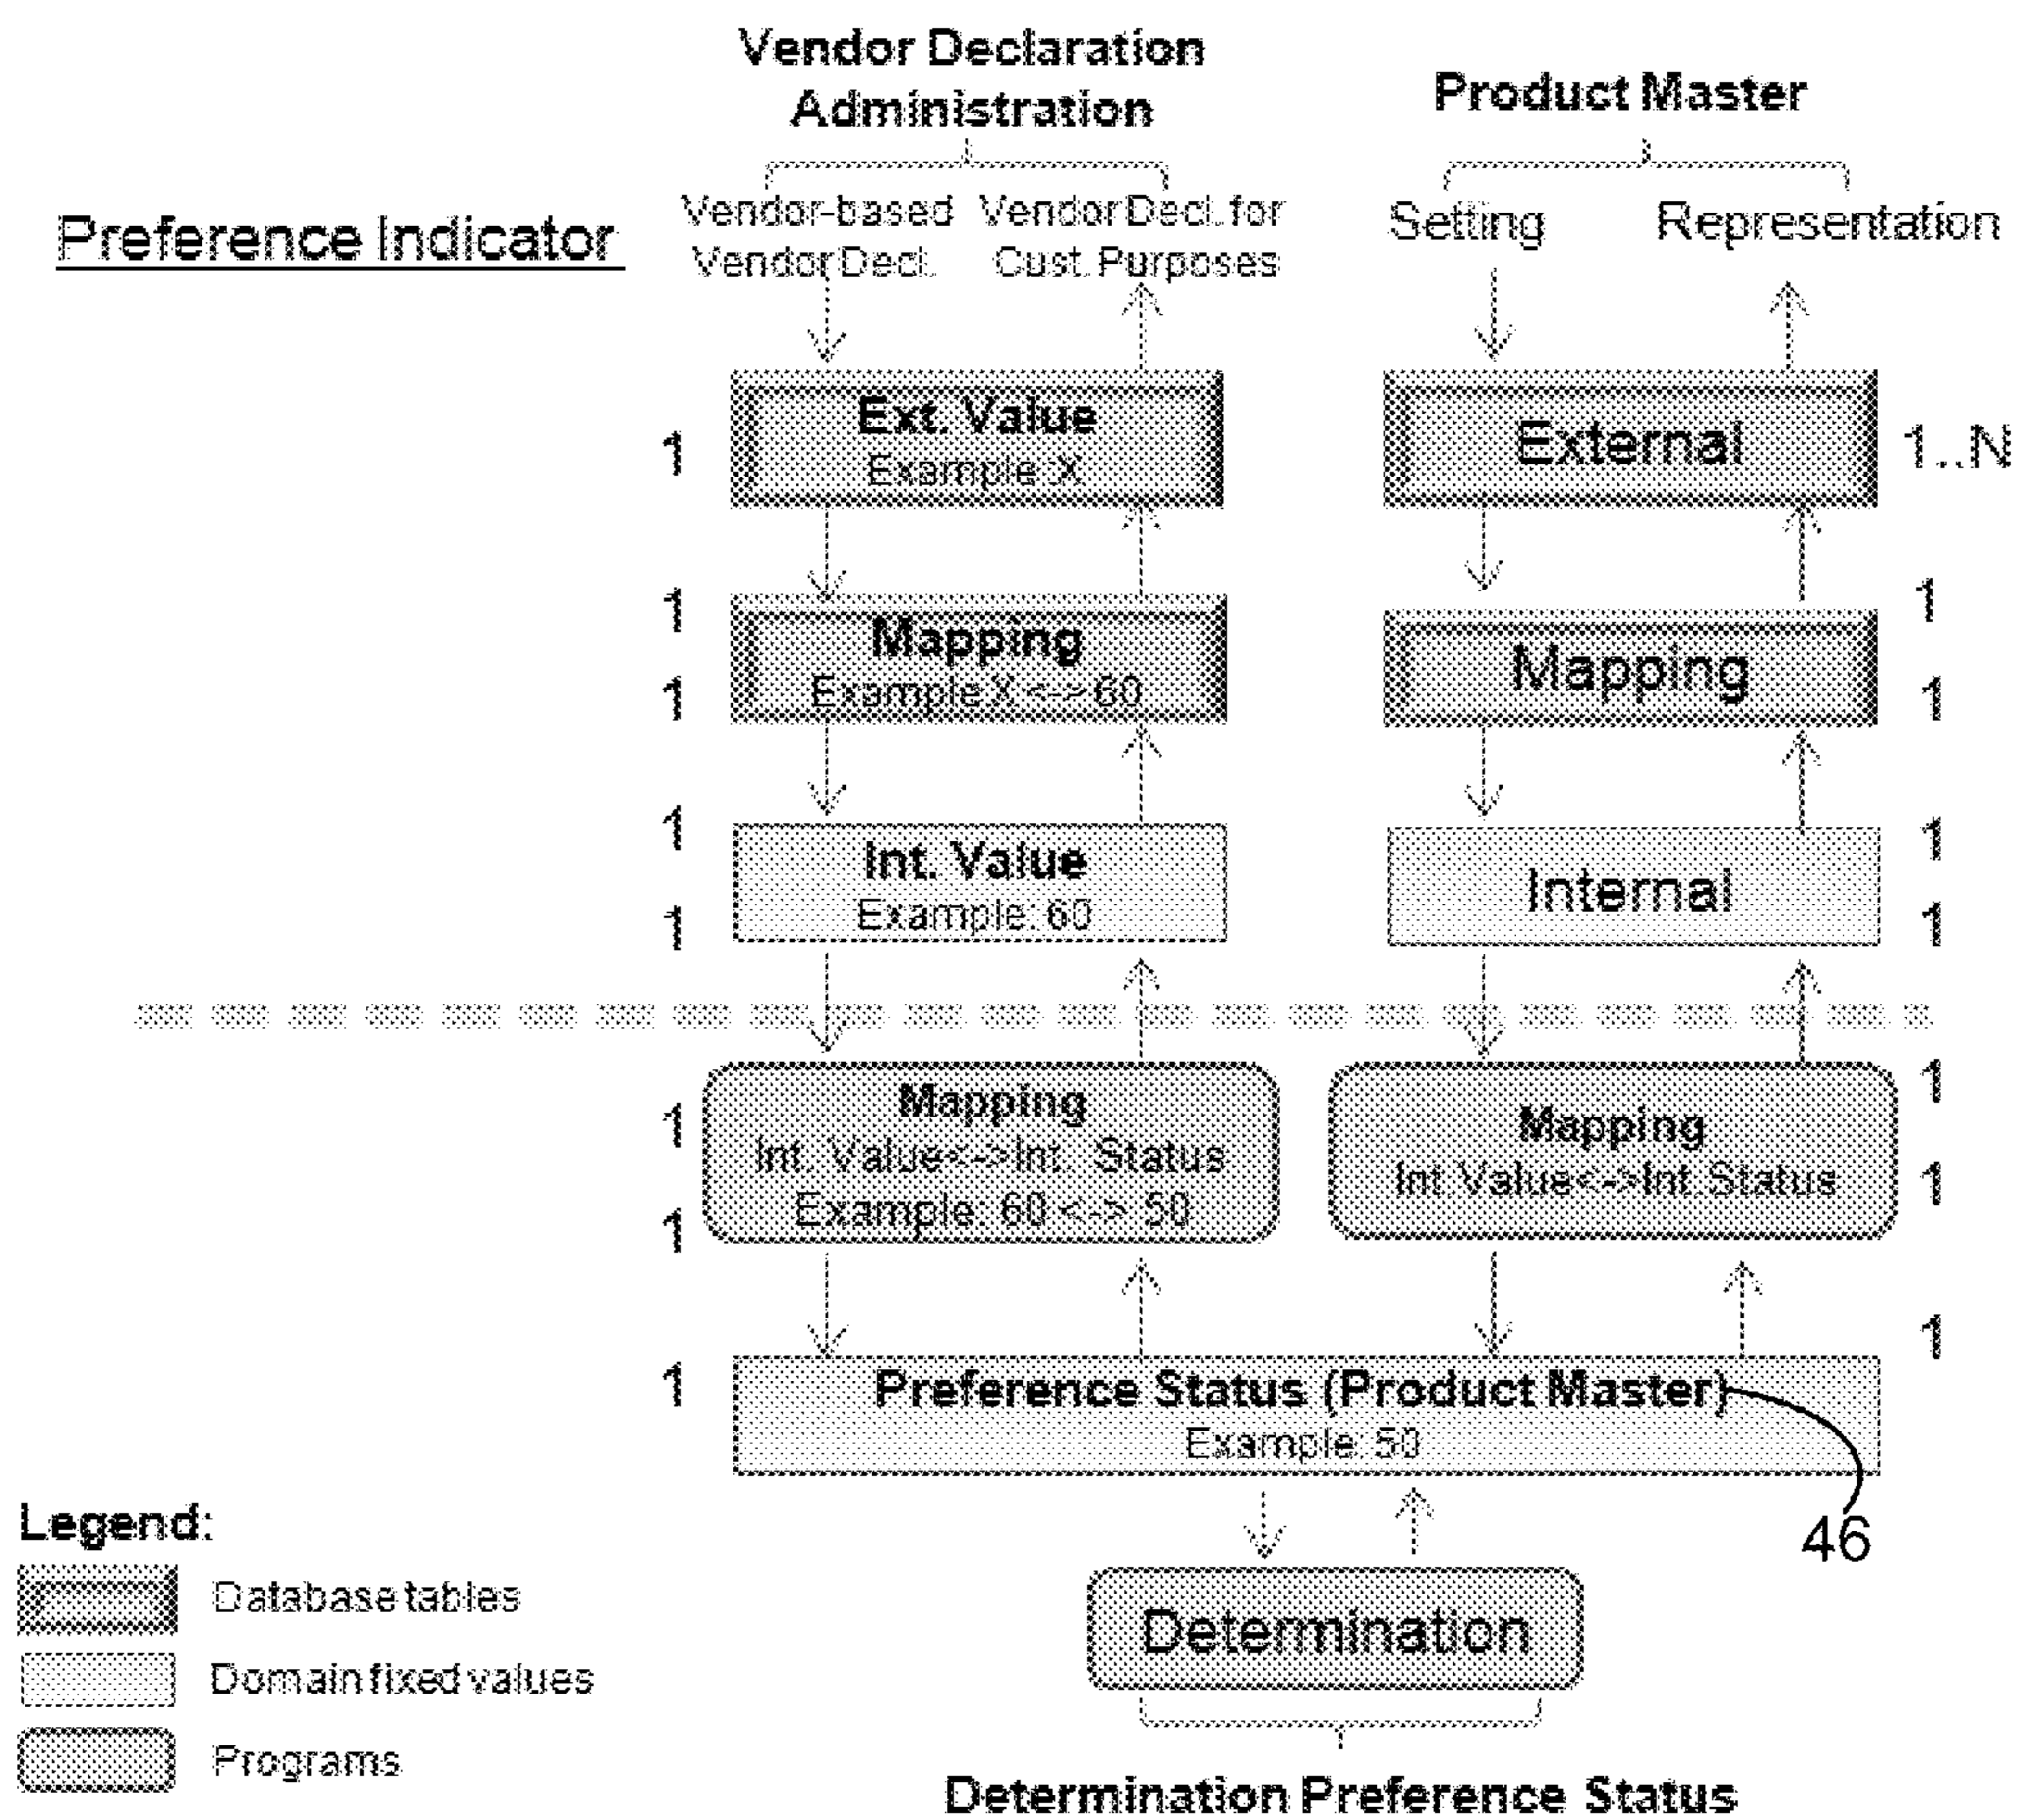 Vendor Declaration
Administration
Product Master
Preference Indicator
Vendor-based
Vendor Decl.
Vendor Decl. for
Cust. Purposes
Setting
Representation
1
Ext. Value
Example: X
External
1..N
1
1
Mapping
Example X <-> 60
Mapping
1
1
1
1
Int. Value
Example: 60
Internal
1
1
1
1
Mapping
Int. Value<->Int. Status
Example: 60 <-> 50
Mapping
Int.Value<->Int.Status
1
1
1
Preference Status (Product Master)
Example: 50
1
46
Determination
Determination Preference Status
Legend:
Database tables
Domain fixed values
Programs